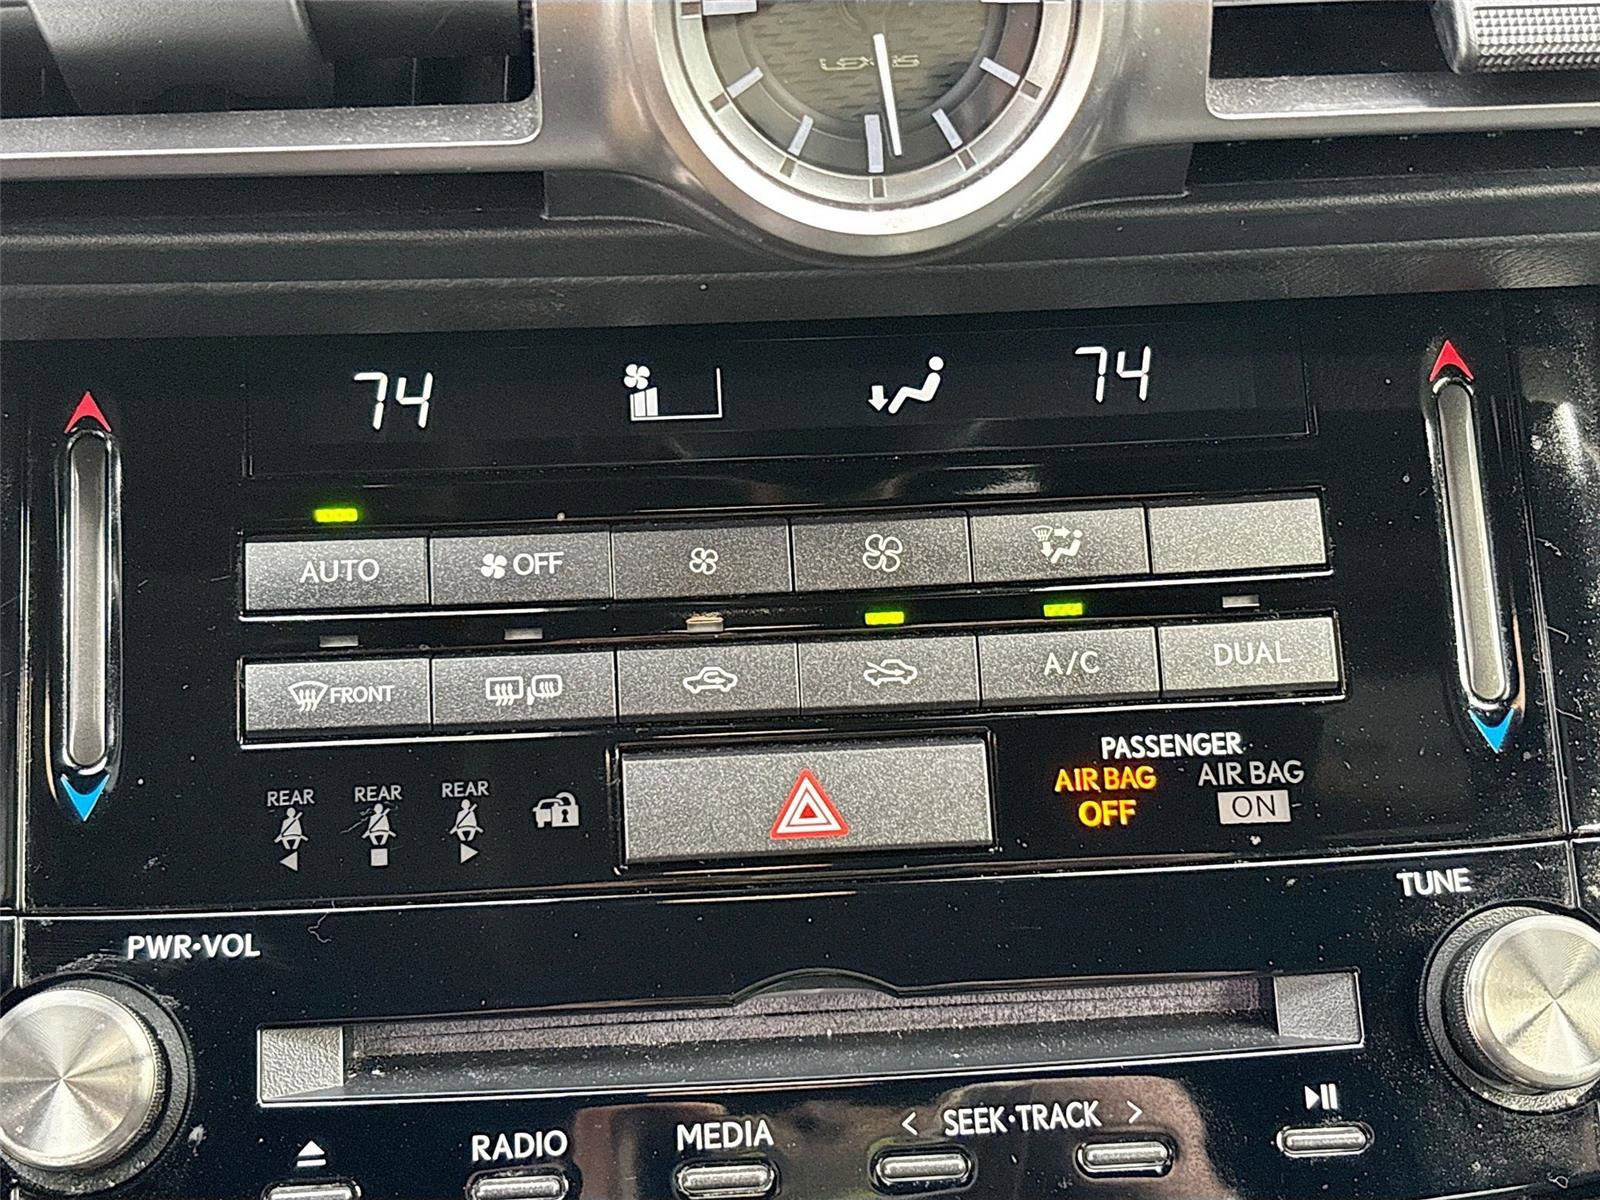 LEXUS
74 74
AUTO OFF
FRONT A/C DUAL
PASSENGER
AIR BAG OFF
AIR BAG ON
REAR REAR REAR
TUNE
PWR•VOL
RADIO MEDIA < SEEK•TRACK >